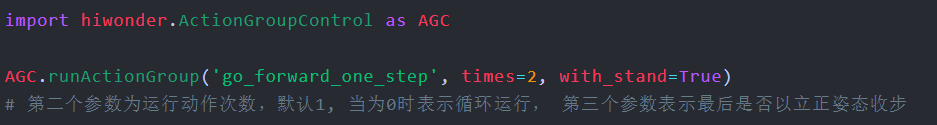 import hiwonder.ActionGroupControl as AGC
AGC.runActionGroup('go_forward_one_step', times=2, with_stand=True)
# 第二个参数为运行动作次数，默认1, 当为0时表示循环运行， 第三个参数表示最后是否以立正姿态收步